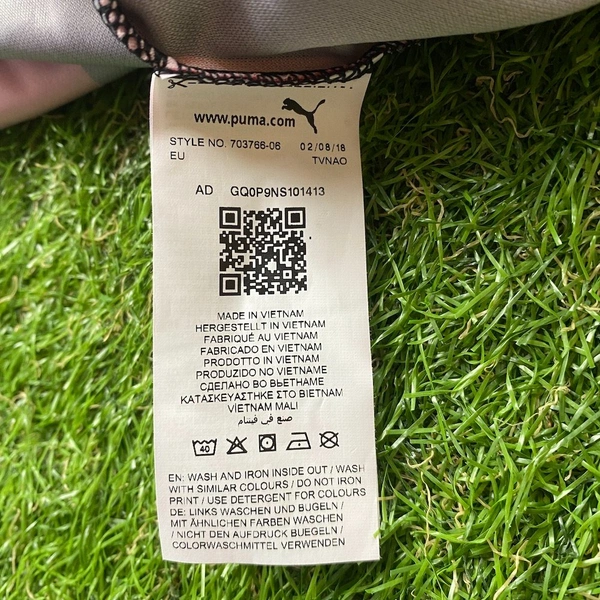 www.puma.com
STYLE NO. 703766-06 02/08/18
EU TVNAO
AD GQ0P9NS101413
MADE IN VIETNAM
HERGESTELLT IN VIETNAM
FABRIQUÉ AU VIETNAM
FABRICADO EN VIETNAM
PRODOTTO IN VIETNAM
PRODUZIDO NO VIETNAME
СДЕЛАНО ВО ВЬЕТНАМЕ
ΚΑΤΑΣΚΕΥΑΣΤΗΚΕ ΣΤΟ ΒΙΕΤΝΑΜ
VİETNAM MALI
صنع في فيتنام
40
EN: WASH AND IRON INSIDE OUT / WASH
WITH SIMILAR COLOURS / DO NOT IRON
PRINT / USE DETERGENT FOR COLOURS
DE: LINKS WASCHEN UND BUGELN /
MIT ÄHNLICHEN FARBEN WASCHEN
/ NICHT DEN AUFDRUCK BUEGELN /
COLORWASCHMITTEL VERWENDEN